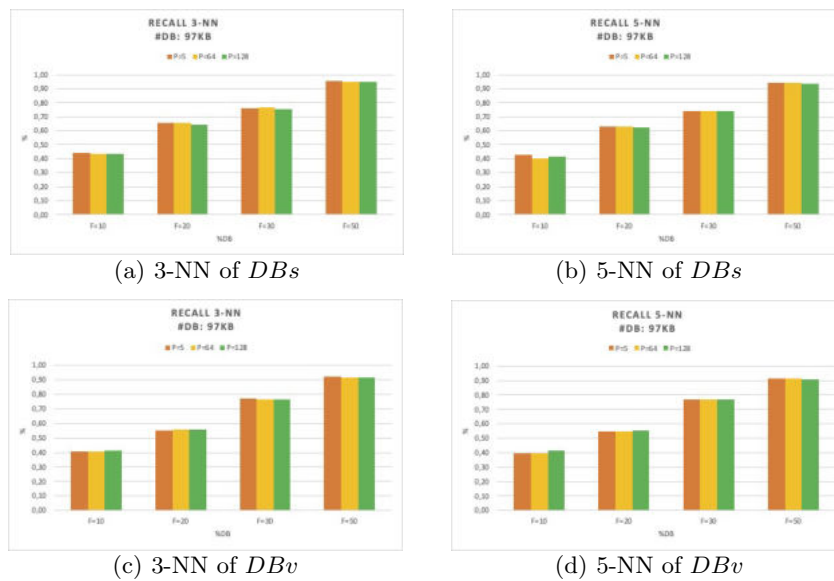 RECALL 3-NN
#DB: 97KB
P=5 P=64 P=128
1,00
0,90
0,80
0,70
0,60
0,50
0,40
0,30
0,20
0,10
0,00
%
F=10 F=20 F=30 F=50
%DB
(a) 3-NN of DBs
RECALL 5-NN
#DB: 97KB
P=5 P=64 P=128
1,00
0,90
0,80
0,70
0,60
0,50
0,40
0,30
0,20
0,10
0,00
%
F=10 F=20 F=30 F=50
%DB
(b) 5-NN of DBs
RECALL 3-NN
#DB: 97KB
P=5 P=64 P=128
1,00
0,90
0,80
0,70
0,60
0,50
0,40
0,30
0,20
0,10
0,00
%
F=10 F=20 F=30 F=50
%DB
(c) 3-NN of DBv
RECALL 5-NN
#DB: 97KB
P=5 P=64 P=128
1,00
0,90
0,80
0,70
0,60
0,50
0,40
0,30
0,20
0,10
0,00
%
F=10 F=20 F=30 F=50
%DB
(d) 5-NN of DBv